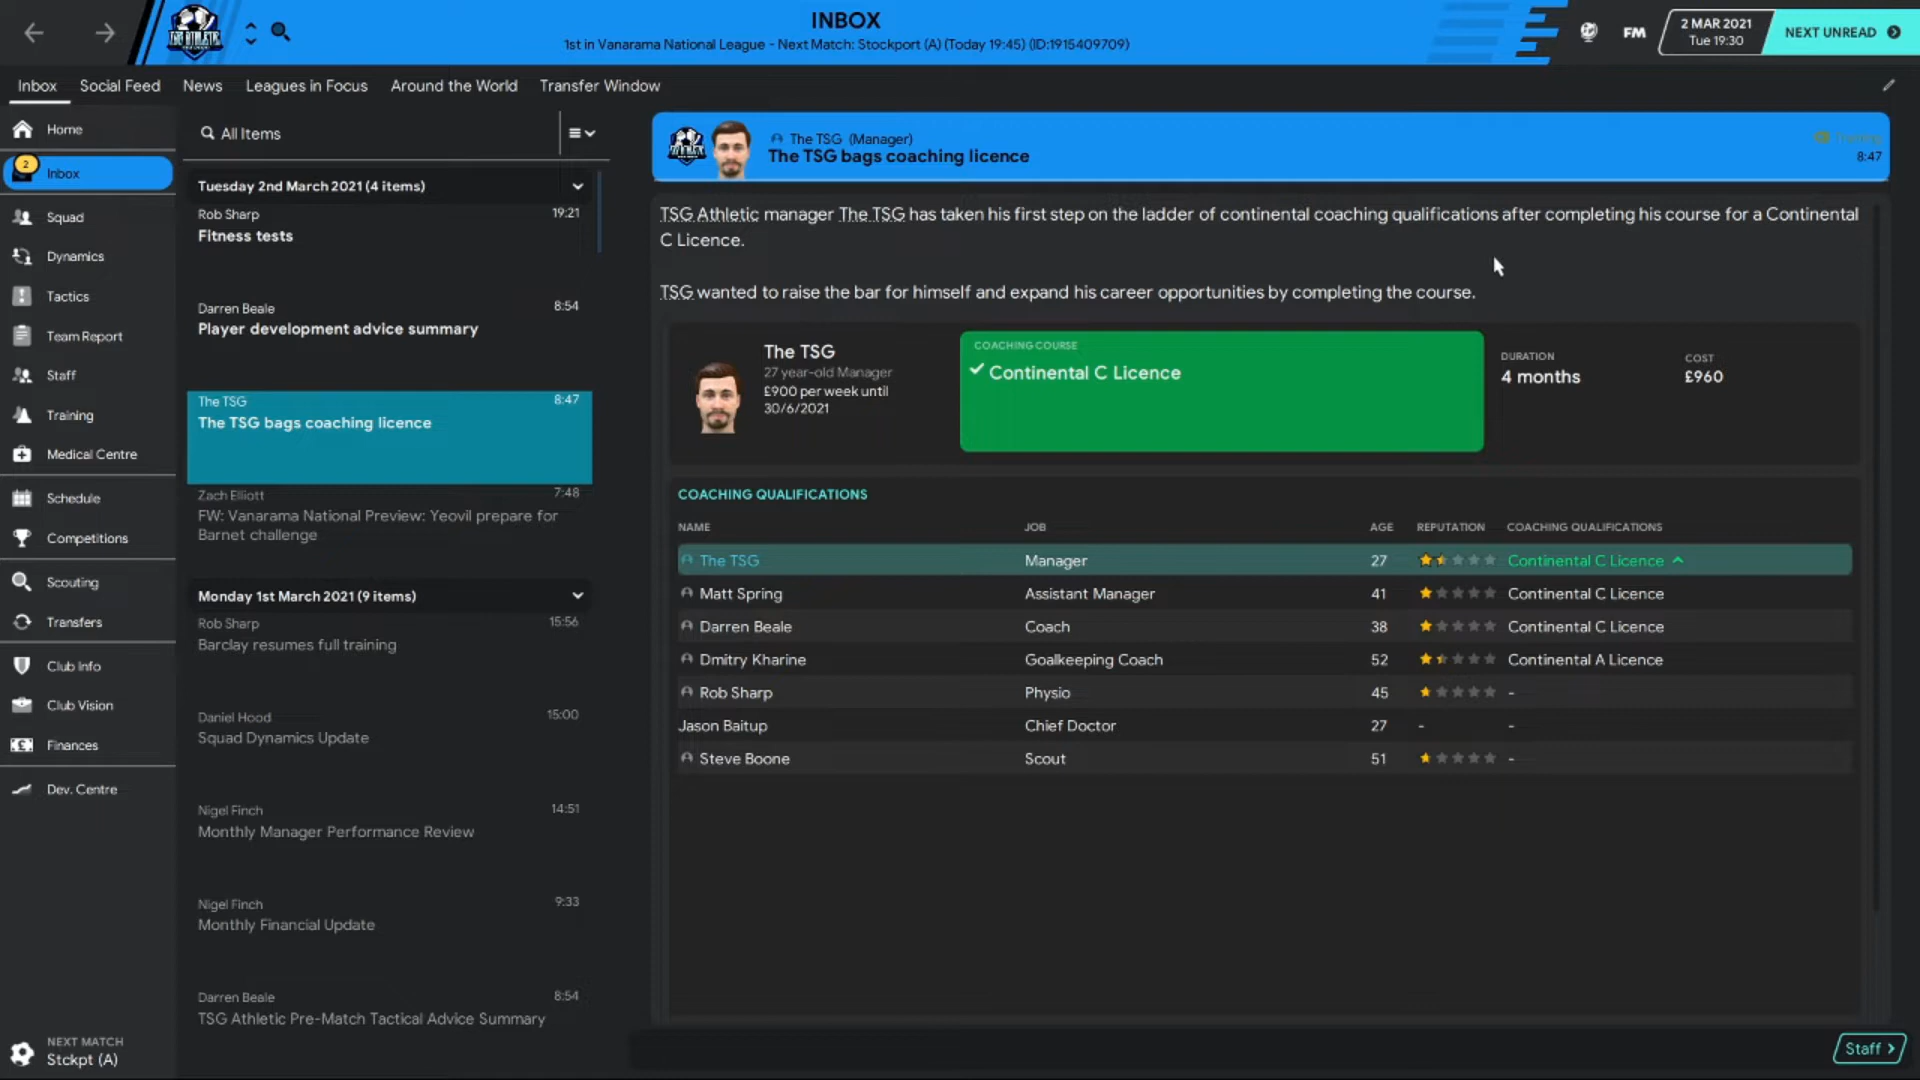 INBOX
1st in Vanarama National League - Next Match: Stockport (A) (Today 19:45) (ID:1915409709)
FM
2 MAR 2021
Tue 19:30
NEXT UNREAD
Inbox
Social Feed
News
Leagues in Focus
Around the World
Transfer Window
Home
2
Inbox
Squad
Dynamics
Tactics
Team Report
Staff
Training
Medical Centre
Schedule
Competitions
Scouting
Transfers
Club Info
Club Vision
Finances
Dev. Centre
NEXT MATCH
Stckpt (A)
All Items
Tuesday 2nd March 2021 (4 items)
Rob Sharp 19:21
Fitness tests
Darren Beale 8:54
Player development advice summary
The TSG 8:47
The TSG bags coaching licence
Zach Elliott 7:48
FW: Vanarama National Preview: Yeovil prepare for
Barnet challenge
Monday 1st March 2021 (9 items)
Rob Sharp 15:56
Barclay resumes full training
Daniel Hood 15:00
Squad Dynamics Update
Nigel Finch 14:51
Monthly Manager Performance Review
Nigel Finch 9:33
Monthly Financial Update
Darren Beale 8:54
TSG Athletic Pre-Match Tactical Advice Summary
The TSG (Manager)
The TSG bags coaching licence
8:47
TSG Athletic manager The TSG has taken his first step on the ladder of continental coaching qualifications after completing his course for a Continental
C Licence.
TSG wanted to raise the bar for himself and expand his career opportunities by completing the course.
The TSG
27 year-old Manager
£900 per week until
30/6/2021
COACHING COURSE
Continental C Licence
DURATION
4 months
COST
£960
COACHING QUALIFICATIONS
NAME JOB AGE REPUTATION COACHING QUALIFICATIONS
The TSG Manager 27 Continental C Licence
Matt Spring Assistant Manager 41 Continental C Licence
Darren Beale Coach 38 Continental C Licence
Dmitry Kharine Goalkeeping Coach 52 Continental A Licence
Rob Sharp Physio 45 -
Jason Baitup Chief Doctor 27 - -
Steve Boone Scout 51 -
Staff